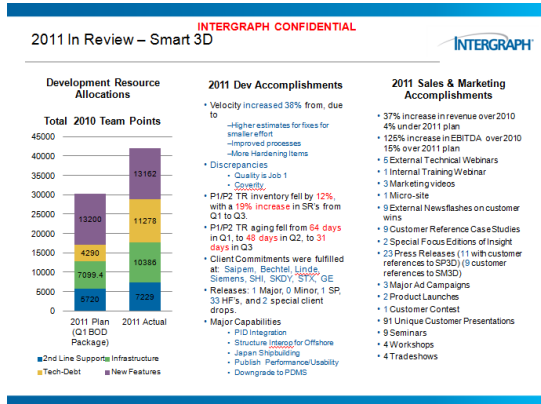 INTERGRAPH CONFIDENTIAL
2011 In Review – Smart 3D
INTERGRAPH
Development Resource
Allocations
Total 2010 Team Points
45000
40000
35000
30000
25000
20000
15000
10000
5000
0
13200
4290
7099.4
5720
13162
11278
10386
7229
2011 Plan
(Q1 BOD
Package)
2011 Actual
2nd Line Support
Infrastructure
Tech-Debt
New Features
2011 Dev Accomplishments
• Velocity increased 38% from, due
to
–Higher estimates for fixes for
smaller effort
–Improved processes
–More Hardening Items
• Discrepancies
• Quality is Job 1
• Coverity
• P1/P2 TR inventory fell by 12%,
with a 19% increase in SR's from
Q1 to Q3.
• P1/P2 TR aging fell from 64 days
in Q1, to 48 days in Q2, to 31
days in Q3
• Client Commitments were fulfilled
at: Saipem, Bechtel, Linde,
Siemens, SHI, SKDY, STX, GE
• Releases: 1 Major, 0 Minor, 1 SP,
33 HF's, and 2 special client
drops.
• Major Capabilities
• PID Integration
• Structure Interop for Offshore
• Japan Shipbuilding
• Publish Performance/Usability
• Downgrade to PDMS
2011 Sales & Marketing
Accomplishments
• 37% increase in revenue over 2010
4% under 2011 plan
• 125% increase in EBITDA over 2010
15% over 2011 plan
• 5 External Technical Webinars
• 1 Internal Training Webinar
• 3 Marketing videos
• 1 Micro-site
• 9 External Newsflashes on customer
wins
• 9 Customer Reference Case Studies
• 2 Special Focus Editions of Insight
• 23 Press Releases (11 with customer
references to SP3D) (9 customer
references to SM3D)
• 3 Major Ad Campaigns
• 2 Product Launches
• 1 Customer Contest
• 91 Unique Customer Presentations
• 9 Seminars
• 4 Workshops
• 4 Tradeshows